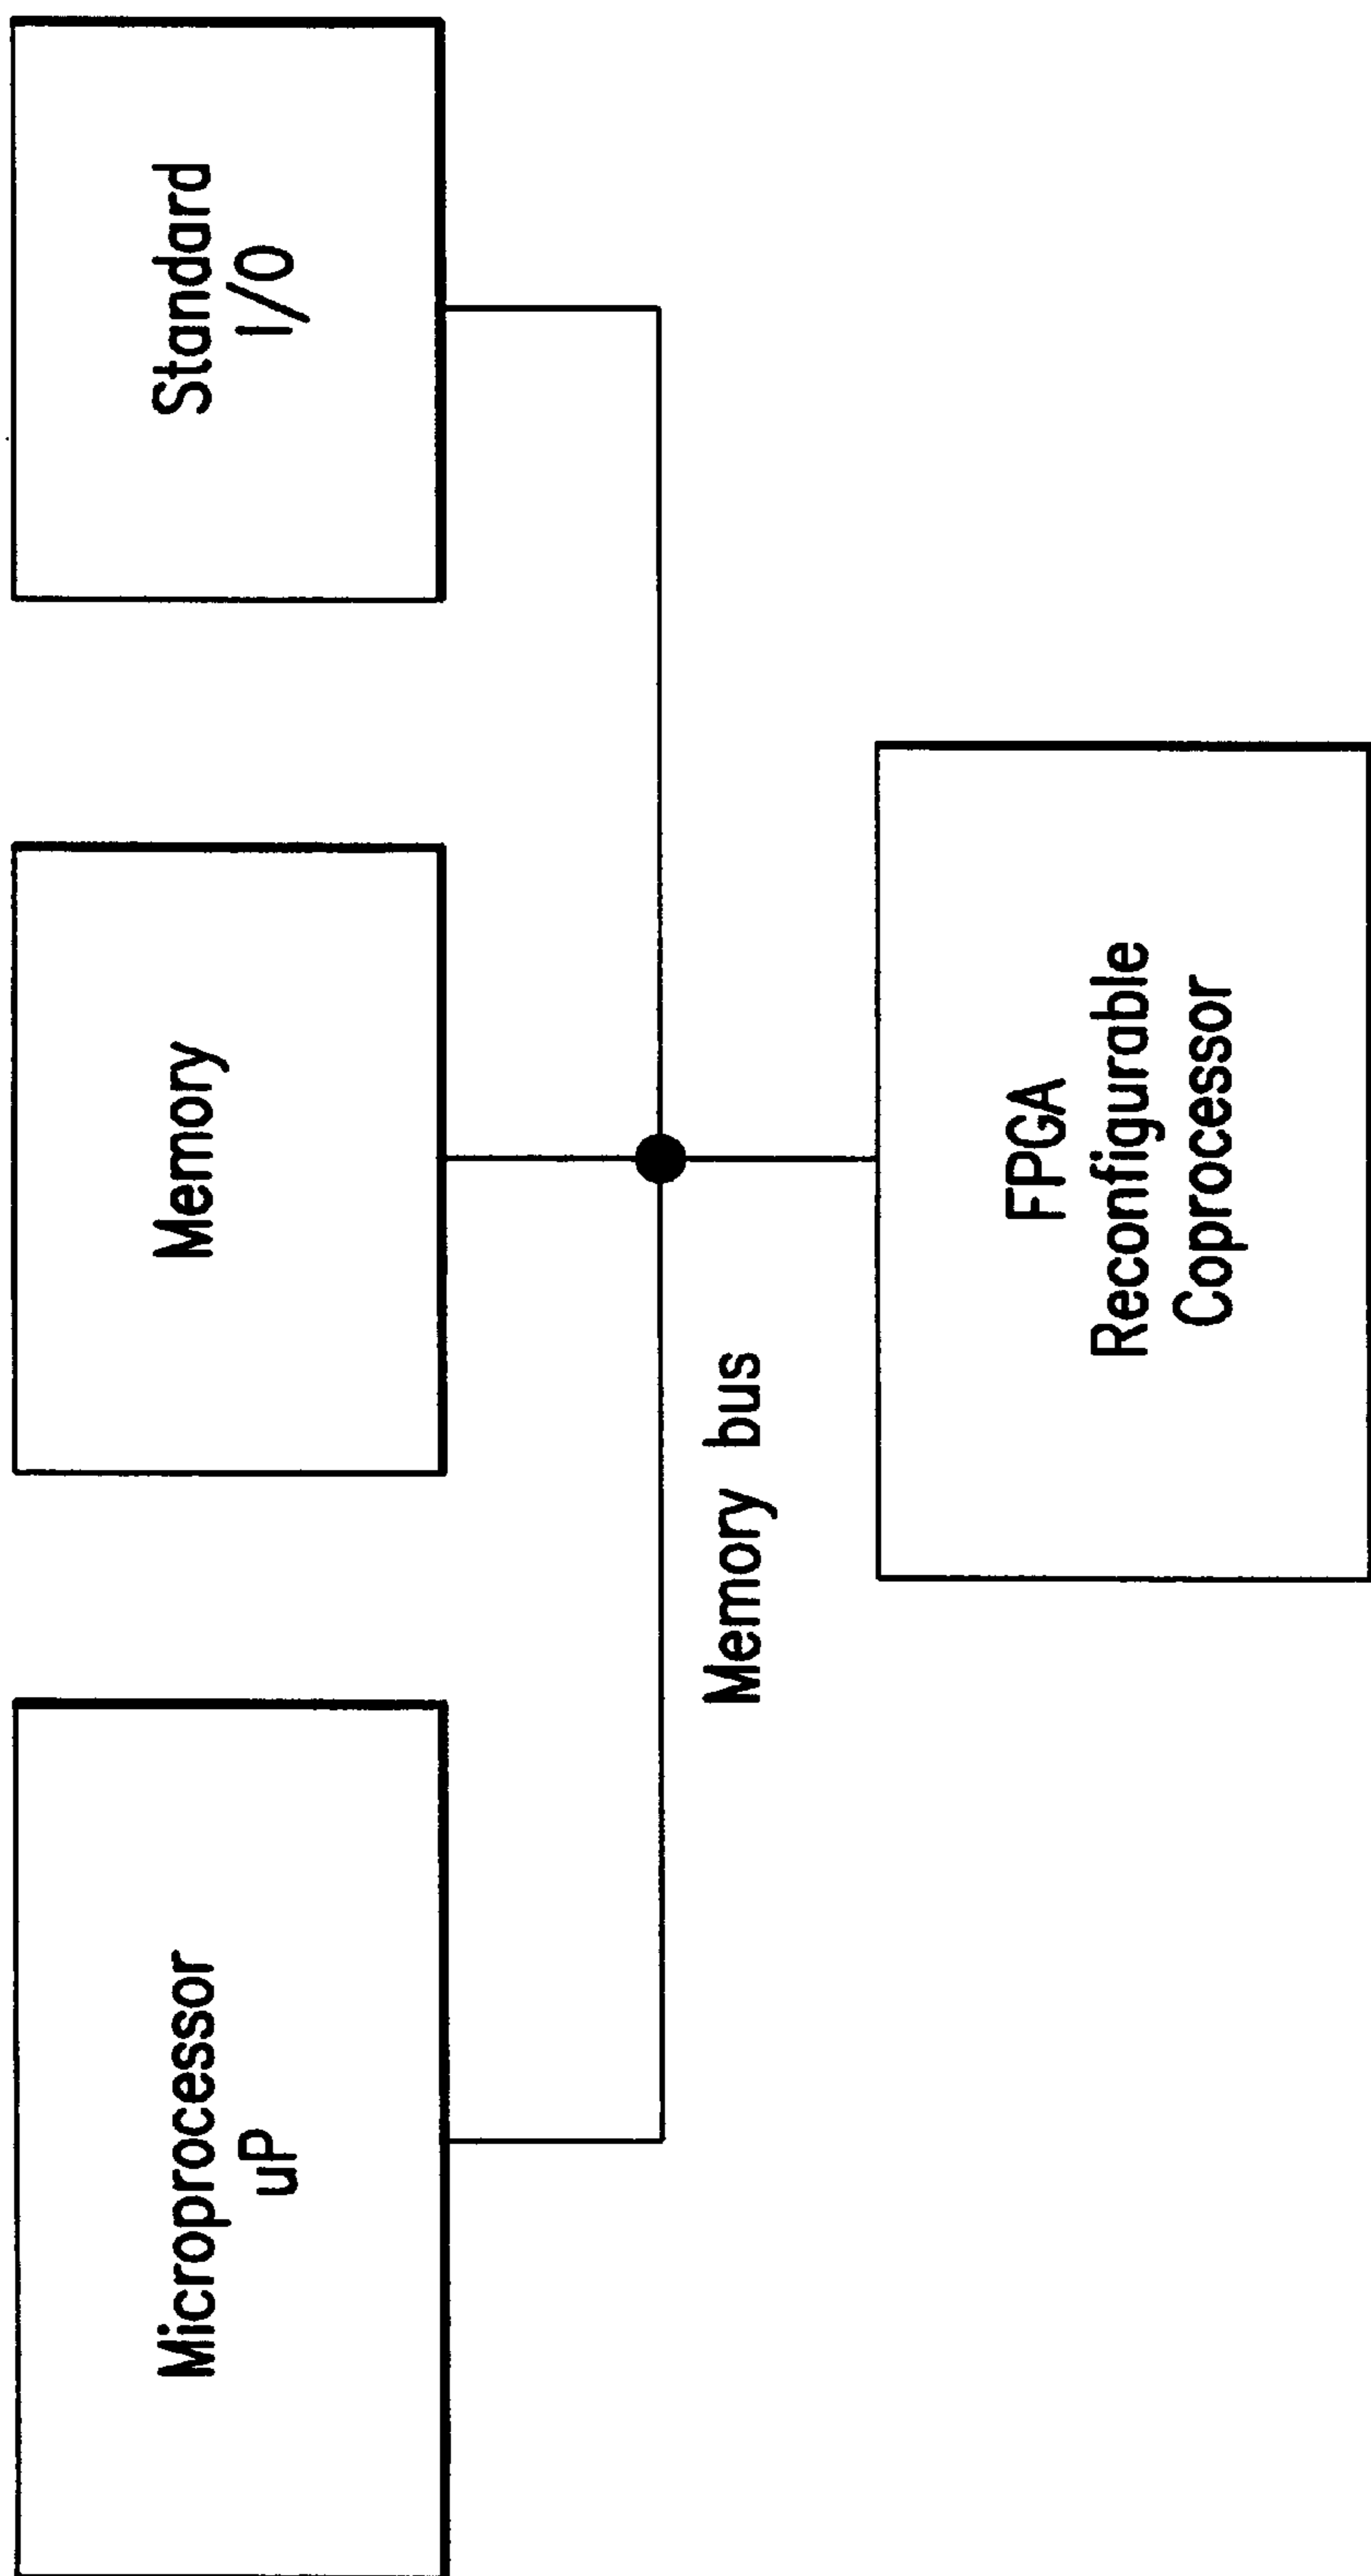 Microprocessor
uP
Memory
Standard
I/O
Memory bus
FPGA
Reconfigurable
Coprocessor